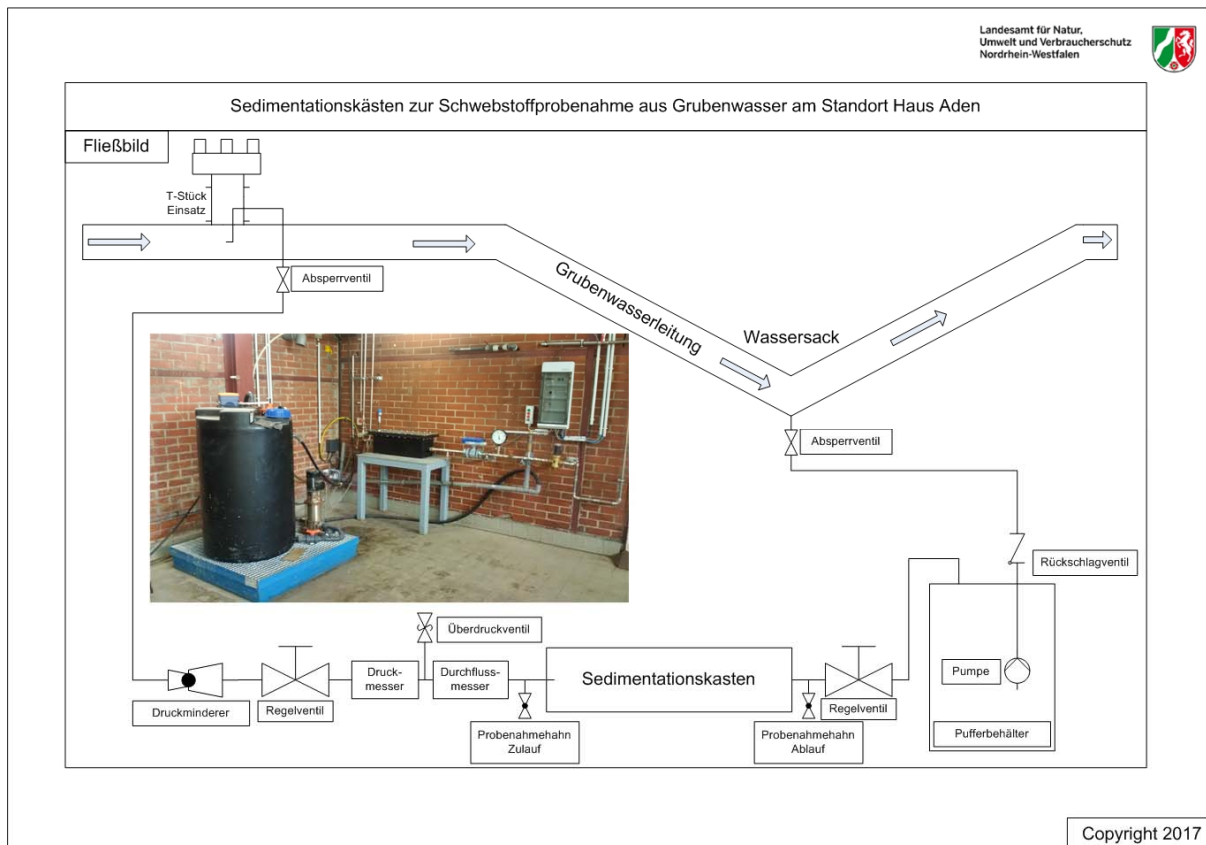 Landesamt für Natur,
Umwelt und Verbraucherschutz
Nordrhein-Westfalen
Sedimentationskästen zur Schwebstoffprobenahme aus Grubenwasser am Standort Haus Aden
Fließbild
T-Stück
Einsatz
Absperrventil
Grubenwasserleitung
Wassersack
Absperrventil
Rückschlagventil
Überdruckventil
Druck-
messer
Durchfluss-
messer
Sedimentationskasten
Pumpe
Druckminderer
Regelventil
Regelventil
Probenahmehahn
Zulauf
Probenahmehahn
Ablauf
Pufferbehälter
Copyright 2017